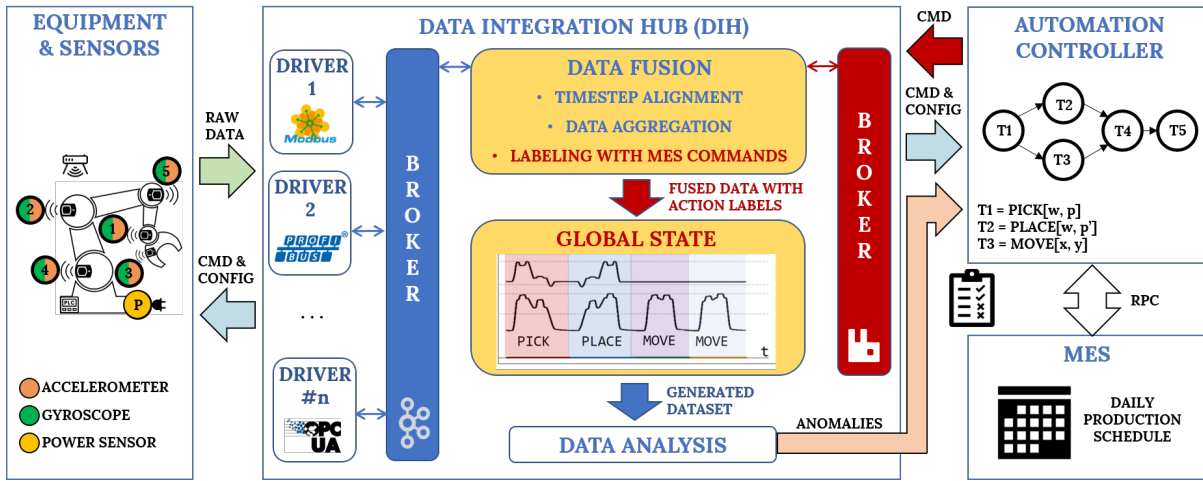 EQUIPMENT
& SENSORS
5
2
1
4
3
PLC
P
ACCELEROMETER
GYROSCOPE
POWER SENSOR
RAW
DATA
CMD
& CONFIG
DATA INTEGRATION HUB (DIH)
DRIVER
1
Modbus
DRIVER
2
PROFI
BUS
®
...
DRIVER
#n
OPC
UA
BROKER
DATA FUSION
• TIMESTEP ALIGNMENT
• DATA AGGREGATION
• LABELING WITH MES COMMANDS
FUSED DATA WITH
ACTION LABELS
GLOBAL STATE
PICK
PLACE
MOVE
MOVE
t
GENERATED
DATASET
DATA ANALYSIS
BROKER
CMD
CMD &
CONFIG
ANOMALIES
AUTOMATION
CONTROLLER
T1
T2
T3
T4
T5
T1 = PICK[w, p]
T2 = PLACE[w, p']
T3 = MOVE[x, y]
RPC
MES
DAILY
PRODUCTION
SCHEDULE